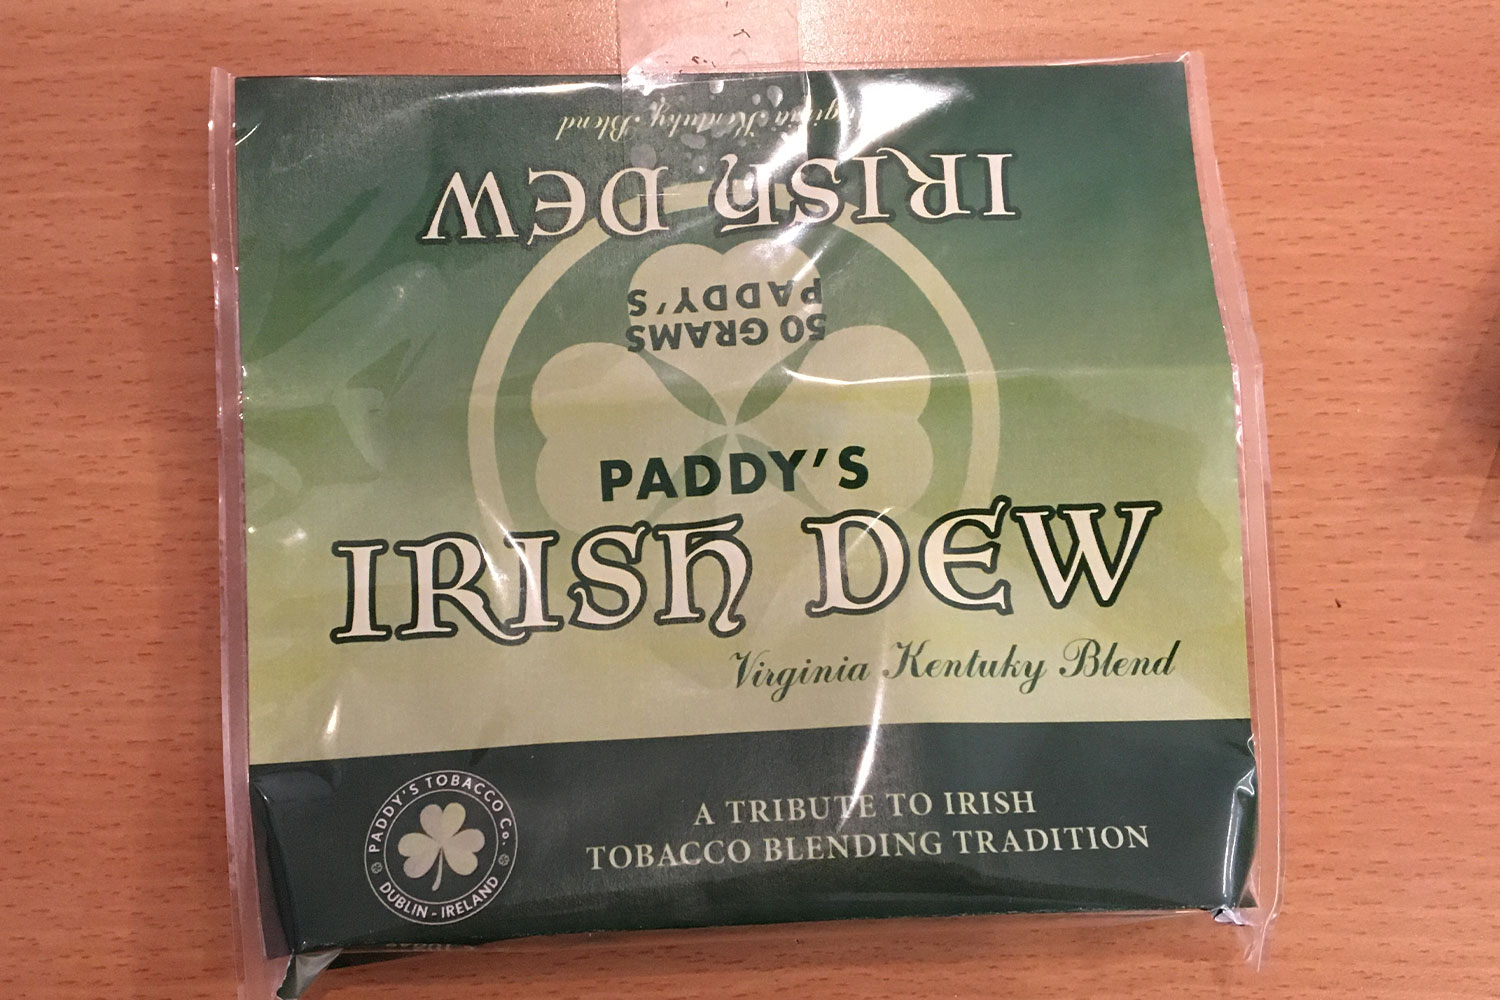 Virginia Kentuky Blend
IRISH DEW
50 GRAMS
PADDY'S
PADDY'S
IRISH DEW
Virginia Kentuky Blend
A TRIBUTE TO IRISH
TOBACCO BLENDING TRADITION
PADDY'S TOBACCO Co.
DUBLIN - IRELAND